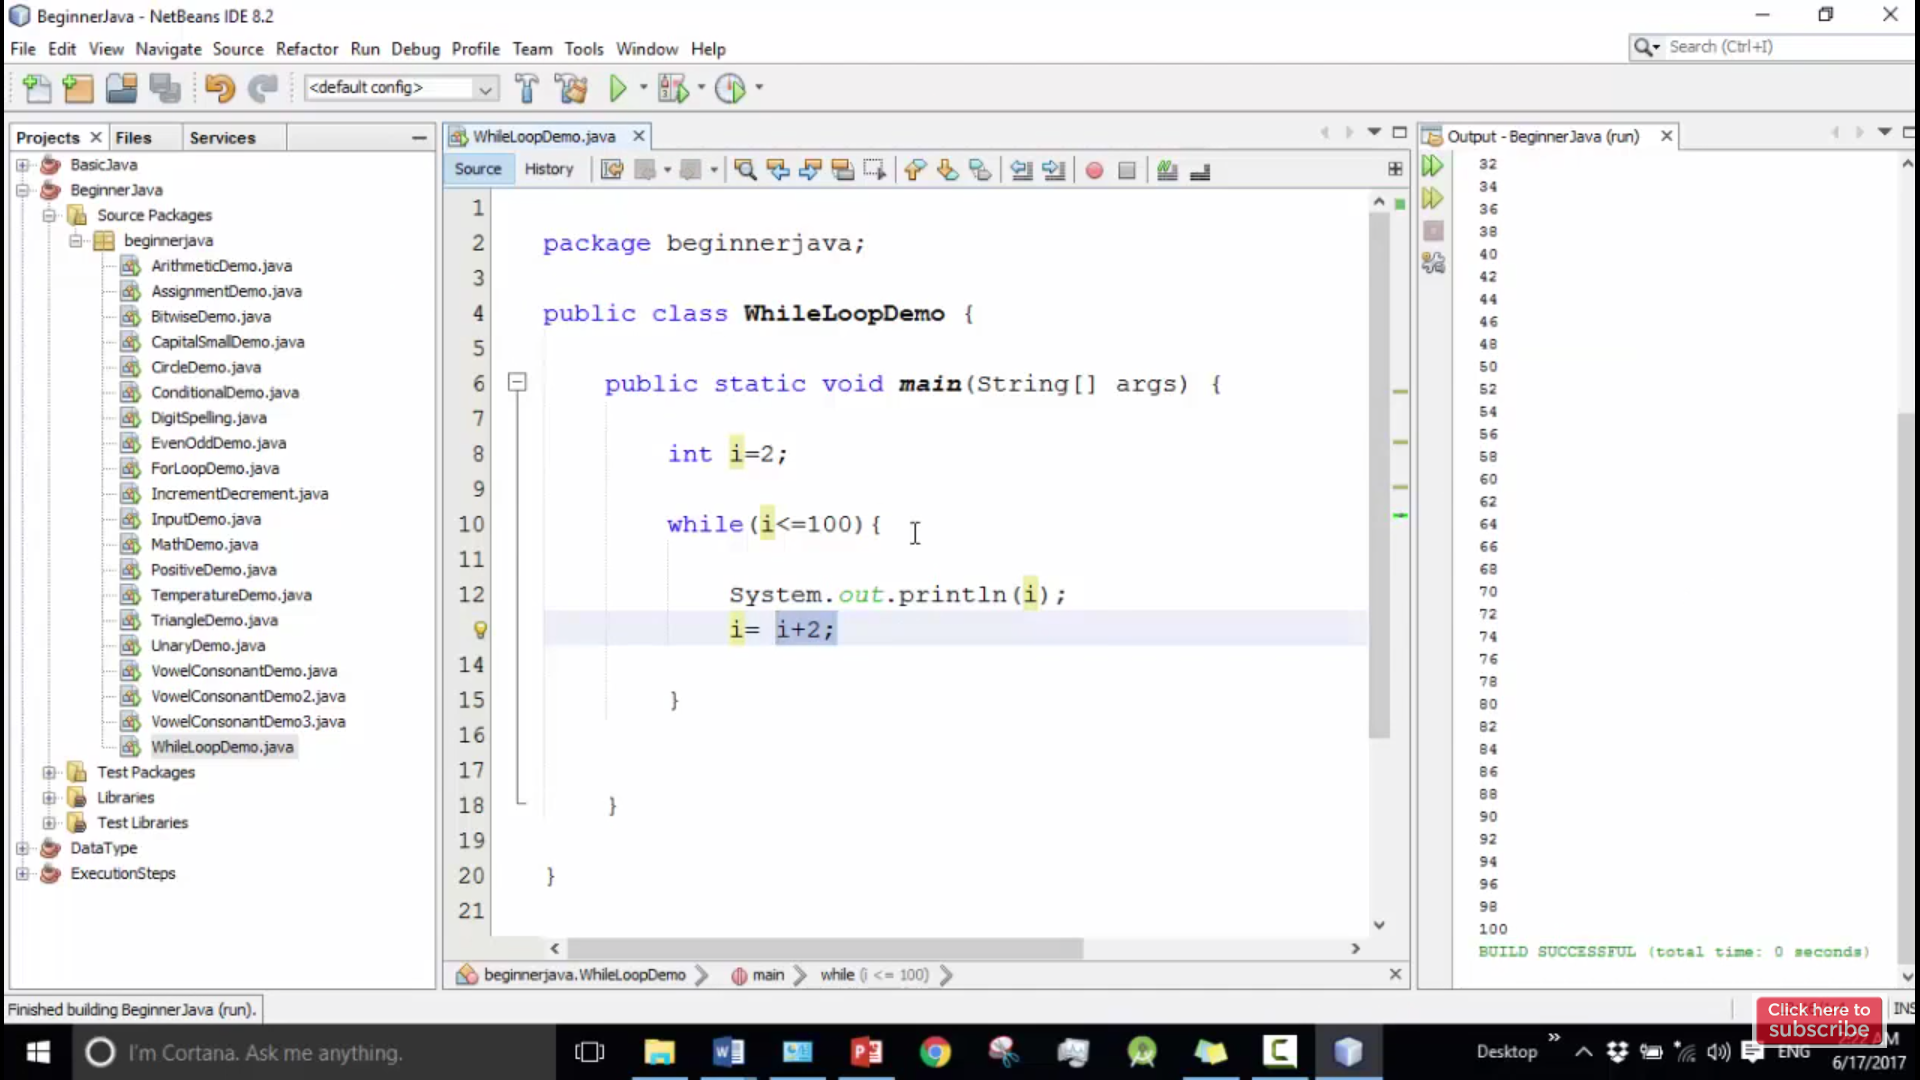 BeginnerJava - NetBeans IDE 8.2
File Edit View Navigate Source Refactor Run Debug Profile Team Tools Window Help
Search (Ctrl+I)
<default config>
Projects
Files
Services
BasicJava
BeginnerJava
Source Packages
beginnerjava
ArithmeticDemo.java
AssignmentDemo.java
BitwiseDemo.java
CapitalSmallDemo.java
CircleDemo.java
ConditionalDemo.java
DigitSpelling.java
EvenOddDemo.java
ForLoopDemo.java
IncrementDecrement.java
InputDemo.java
MathDemo.java
PositiveDemo.java
TemperatureDemo.java
TriangleDemo.java
UnaryDemo.java
VowelConsonantDemo.java
VowelConsonantDemo2.java
VowelConsonantDemo3.java
WhileLoopDemo.java
Test Packages
Libraries
Test Libraries
DataType
ExecutionSteps
WhileLoopDemo.java
Source History
1
2 package beginnerjava;
3
4 public class WhileLoopDemo {
5
6 public static void main(String[] args) {
7
8 int i=2;
9
10 while(i<=100){
11
12 System.out.println(i);
i= i+2;
14
15 }
16
17
18 }
19
20 }
21
beginnerjava.WhileLoopDemo
main
while (i <= 100)
Output - BeginnerJava (run)
32
34
36
38
40
42
44
46
48
50
52
54
56
58
60
62
64
66
68
70
72
74
76
78
80
82
84
86
88
90
92
94
96
98
100
BUILD SUCCESSFUL (total time: 0 seconds)
Finished building BeginnerJava (run).
INS
Click here to
subscribe
I'm Cortana. Ask me anything.
Desktop
ENG
6/17/2017